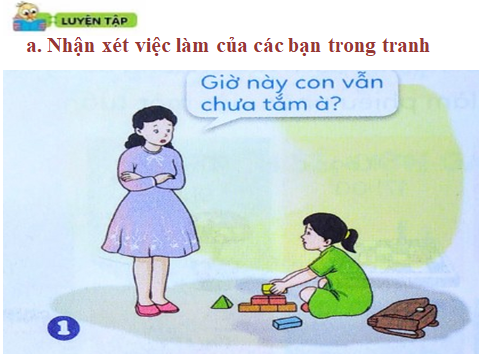 LUYỆN TẬP
a. Nhận xét việc làm của các bạn trong tranh
Giờ này con vẫn
chưa tắm à?
1